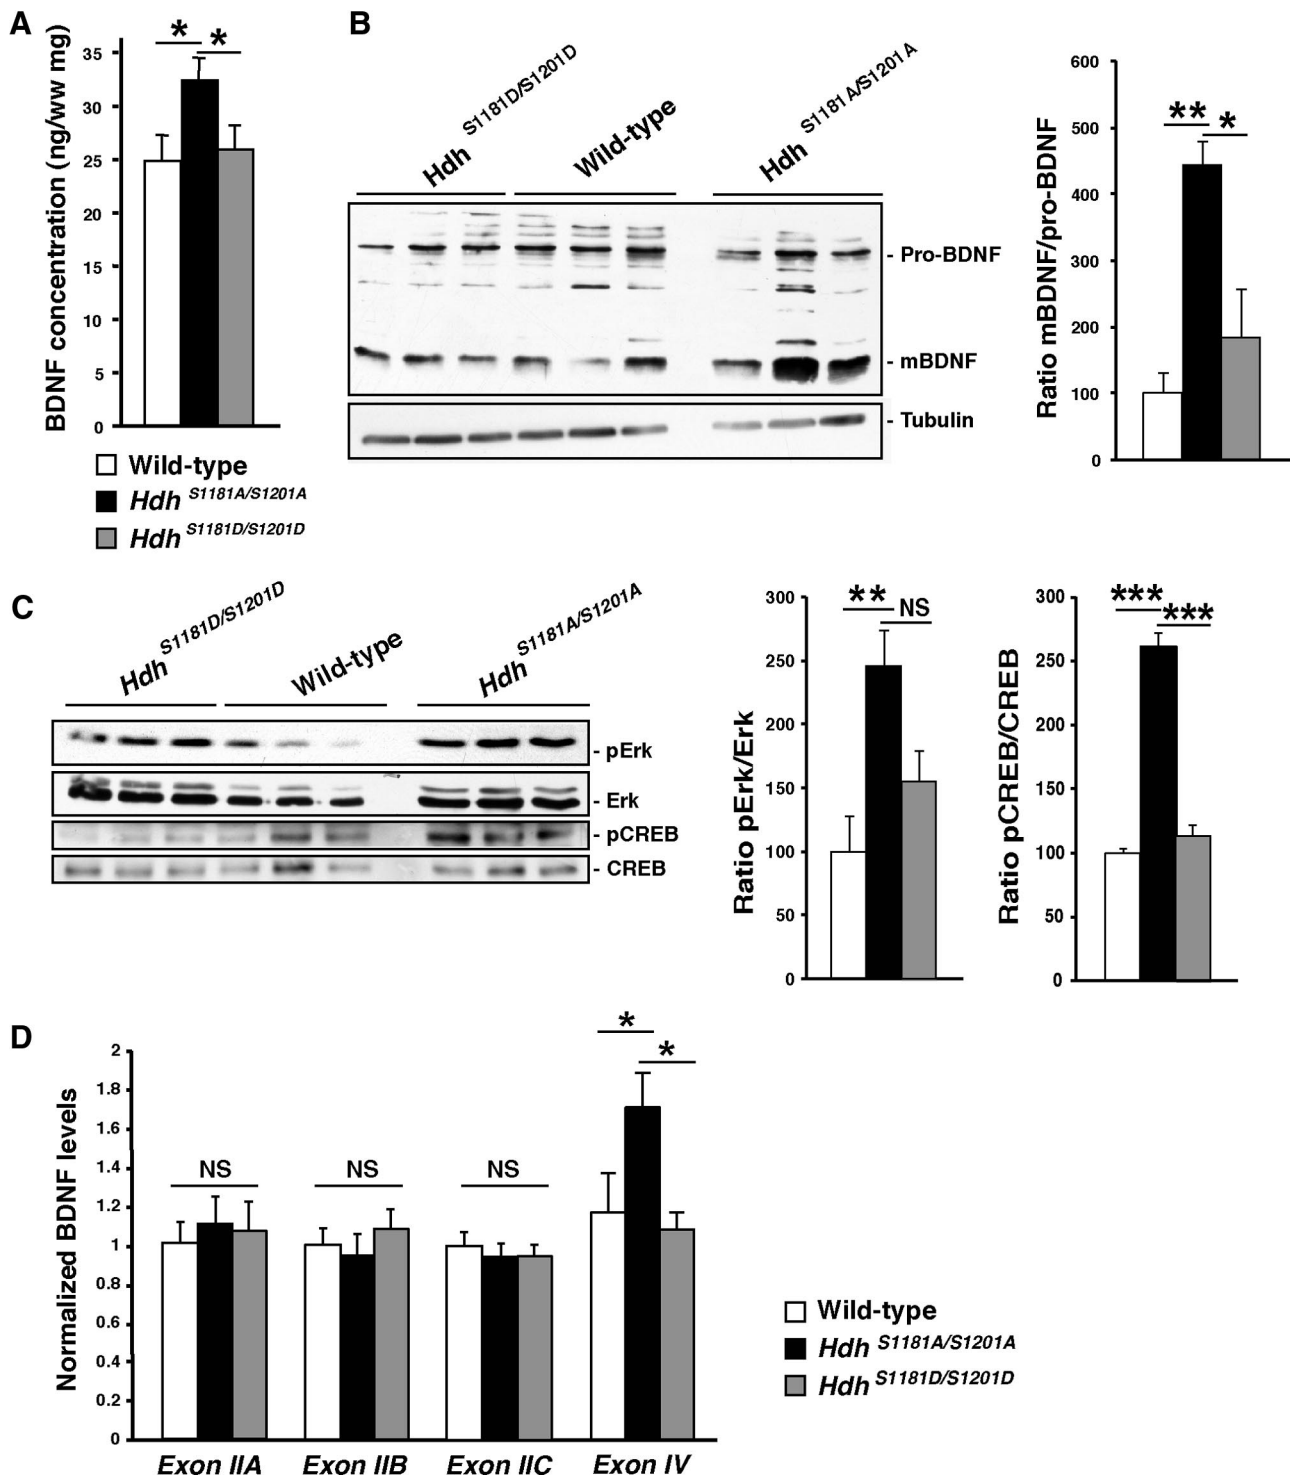 A
BDNF concentration (ng/ww mg)
35
30
25
20
15
10
5
0
* *
Wild-type
Hdh S1181A/S1201A
Hdh S1181D/S1201D
B
Hdh S1181D/S1201D
Wild-type
Hdh S1181A/S1201A
- Pro-BDNF
- mBDNF
- Tubulin
Ratio mBDNF/pro-BDNF
600
500
400
300
200
100
0
** *
C
Hdh S1181D/S1201D
Wild-type
Hdh S1181A/S1201A
- pErk
- Erk
- pCREB
- CREB
Ratio pErk/Erk
300
250
200
150
100
50
0
** NS
Ratio pCREB/CREB
300
250
200
150
100
50
0
***
***
D
Normalized BDNF levels
2
1.8
1.6
1.4
1.2
1
0.8
0.6
0.4
0.2
0
NS
NS
NS
*
*
Exon IIA
Exon IIB
Exon IIC
Exon IV
Wild-type
Hdh S1181A/S1201A
Hdh S1181D/S1201D